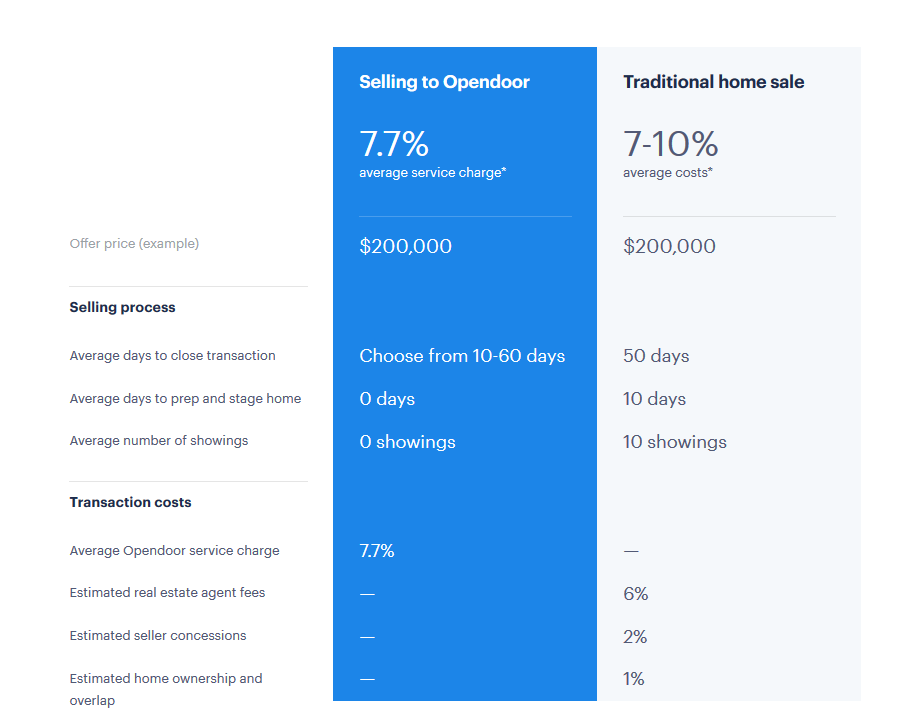 Selling to Opendoor Traditional home sale
7.7% 7-10%
average service charge* average costs*
Offer price (example) $200,000 $200,000
Selling process
Average days to close transaction Choose from 10-60 days 50 days
Average days to prep and stage home 0 days 10 days
Average number of showings 0 showings 10 showings
Transaction costs
Average Opendoor service charge 7.7% —
Estimated real estate agent fees — 6%
Estimated seller concessions — 2%
Estimated home ownership and — 1%
overlap